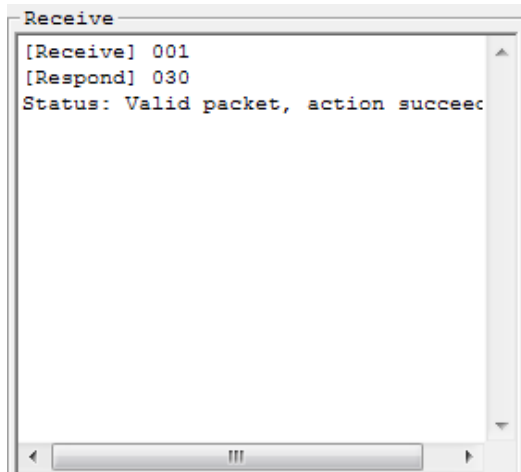 Receive
[Receive] 001
[Respond] 030
Status: Valid packet, action succeed